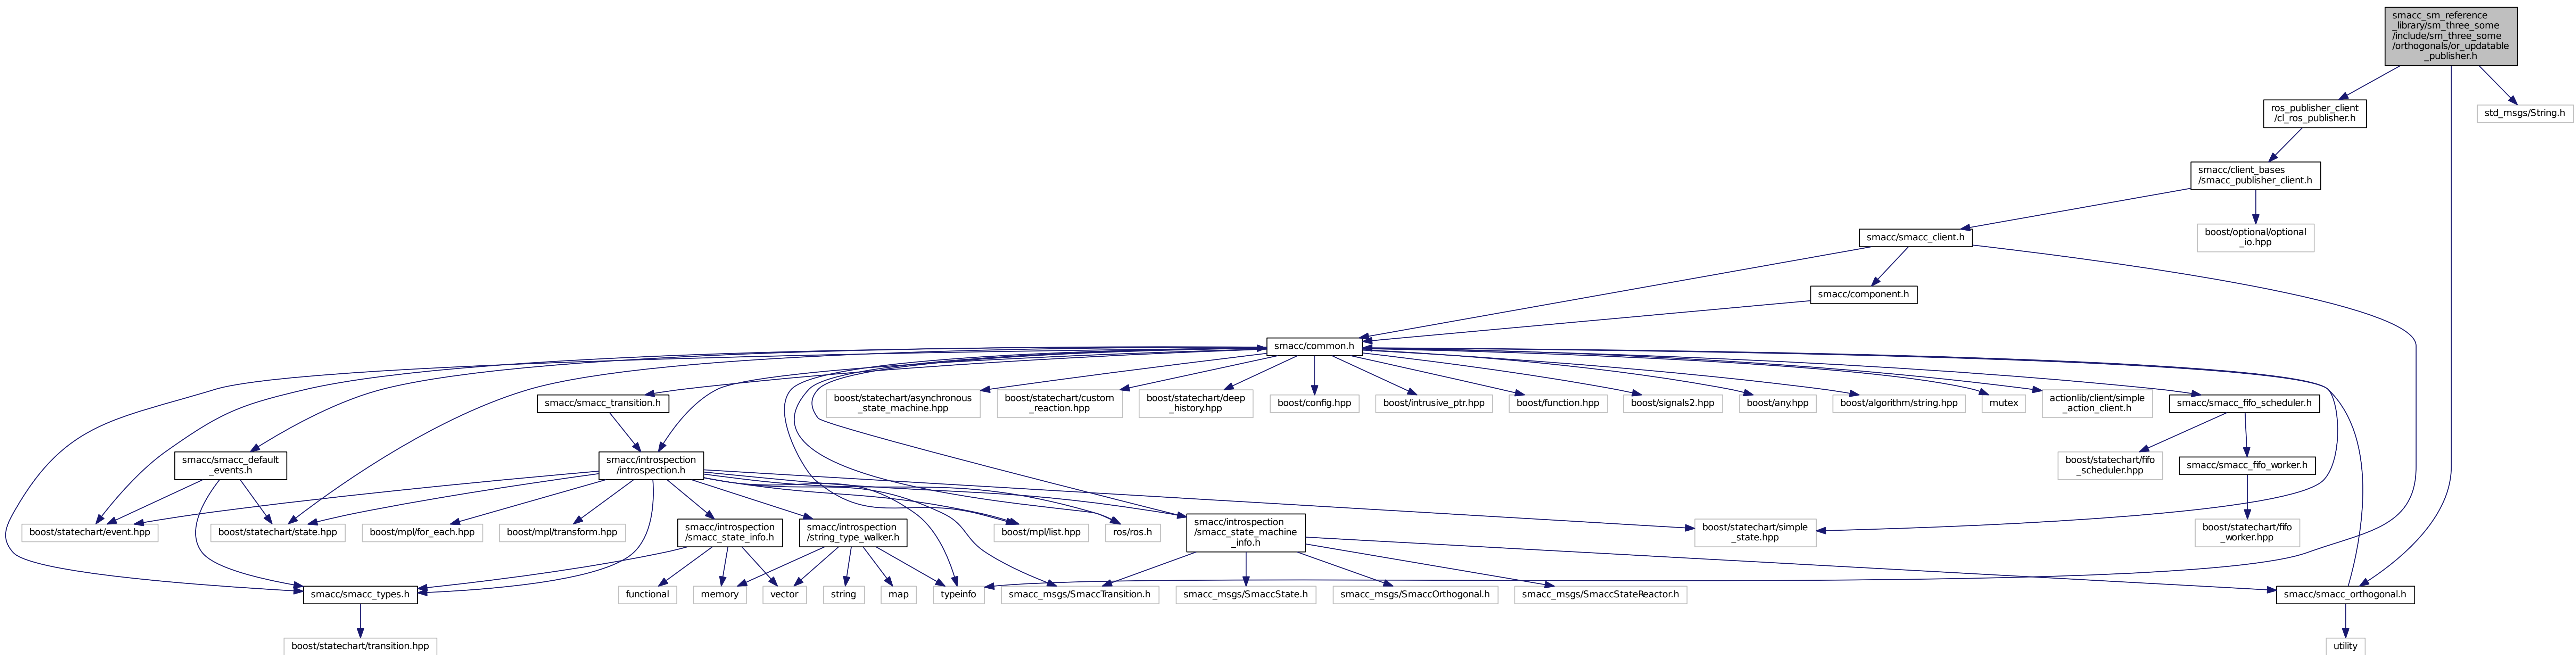 smacc_sm_reference
_library/sm_three_some
/include/sm_three_some
/orthogonals/or_updatable
_publisher.h
ros_publisher_client
/cl_ros_publisher.h
std_msgs/String.h
smacc/client_bases
/smacc_publisher_client.h
smacc/smacc_client.h
boost/optional/optional
_io.hpp
smacc/component.h
smacc/common.h
smacc/smacc_transition.h
boost/statechart/asynchronous
_state_machine.hpp
boost/statechart/custom
_reaction.hpp
boost/statechart/deep
_history.hpp
boost/config.hpp
boost/intrusive_ptr.hpp
boost/function.hpp
boost/signals2.hpp
boost/any.hpp
boost/algorithm/string.hpp
mutex
actionlib/client/simple
_action_client.h
smacc/smacc_fifo_scheduler.h
smacc/smacc_default
_events.h
smacc/introspection
/introspection.h
boost/statechart/fifo
_scheduler.hpp
smacc/smacc_fifo_worker.h
boost/statechart/event.hpp
boost/statechart/state.hpp
boost/mpl/for_each.hpp
boost/mpl/transform.hpp
smacc/introspection
/smacc_state_info.h
smacc/introspection
/string_type_walker.h
boost/mpl/list.hpp
ros/ros.h
smacc/introspection
/smacc_state_machine
_info.h
boost/statechart/simple
_state.hpp
boost/statechart/fifo
_worker.hpp
smacc/smacc_types.h
functional
memory
vector
string
map
typeinfo
smacc_msgs/SmaccTransition.h
smacc_msgs/SmaccState.h
smacc_msgs/SmaccOrthogonal.h
smacc_msgs/SmaccStateReactor.h
smacc/smacc_orthogonal.h
boost/statechart/transition.hpp
utility